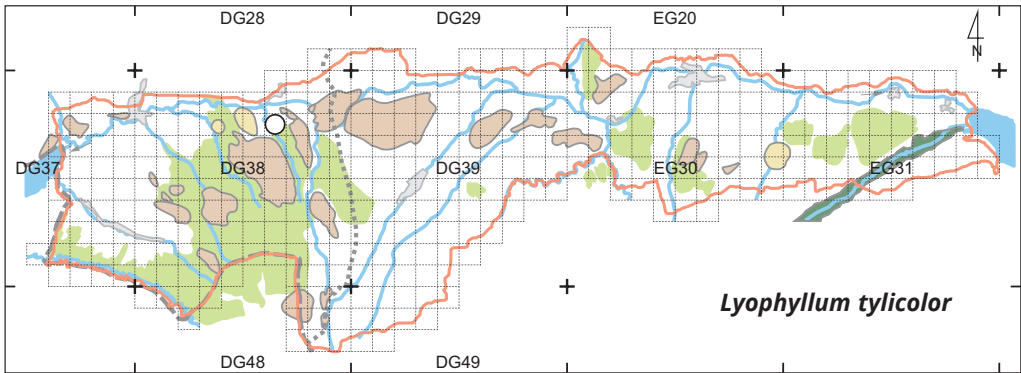 DG28 DG29 EG20
N
DG37 DG38 DG39 EG30 EG31
Lyophyllum tylicolor
DG48 DG49